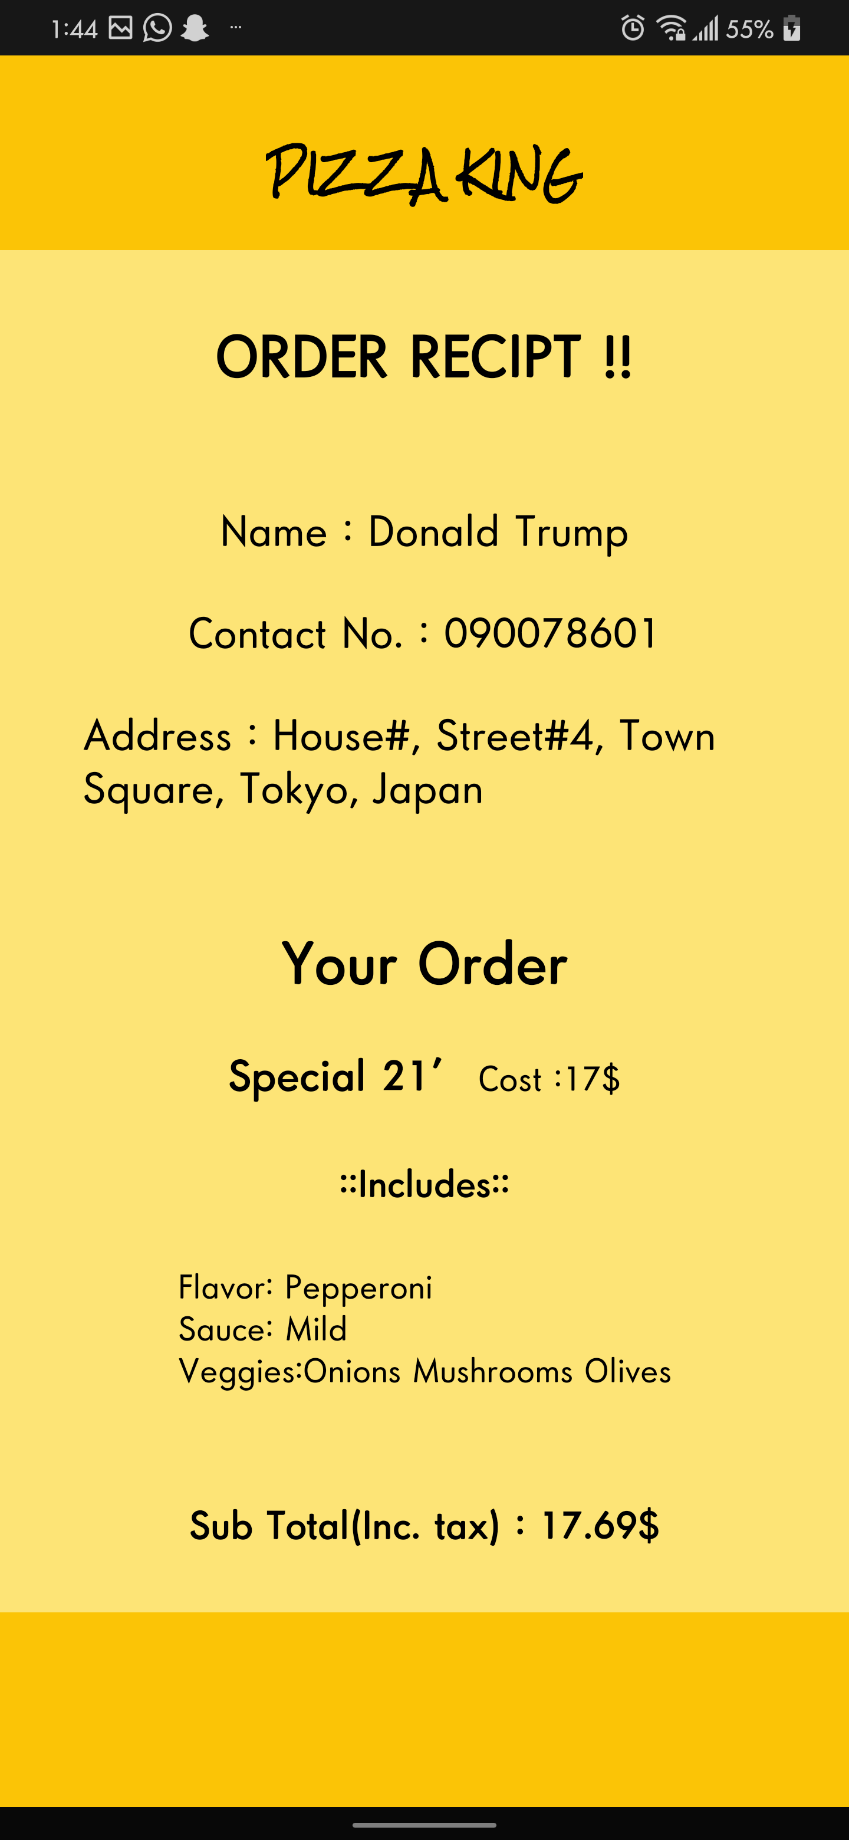 1:44
55%
PIZZA KING
ORDER RECIPT !!
Name : Donald Trump
Contact No. : 090078601
Address : House#, Street#4, Town
Square, Tokyo, Japan
Your Order
Special 21' Cost :17$
::Includes::
Flavor: Pepperoni
Sauce: Mild
Veggies:Onions Mushrooms Olives
Sub Total(Inc. tax) : 17.69$